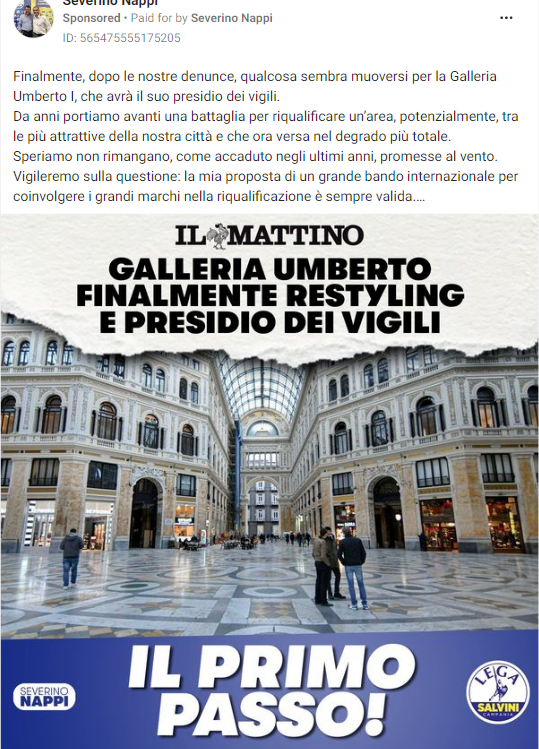 Severino Nappi
Sponsored • Paid for by Severino Nappi
ID: 565475555175205
Finalmente, dopo le nostre denunce, qualcosa sembra muoversi per la Galleria
Umberto I, che avrà il suo presidio dei vigili.
Da anni portiamo avanti una battaglia per riqualificare un'area, potenzialmente, tra
le più attrattive della nostra città e che ora versa nel degrado più totale.
Speriamo non rimangano, come accaduto negli ultimi anni, promesse al vento.
Vigileremo sulla questione: la mia proposta di un grande bando internazionale per
coinvolgere i grandi marchi nella riqualificazione è sempre valida....
IL MATTINO
GALLERIA UMBERTO
FINALMENTE RESTYLING
E PRESIDIO DEI VIGILI
IL PRIMO
PASSO!
SEVERINO
NAPPI
LEGA
SALVINI
CAMPANIA